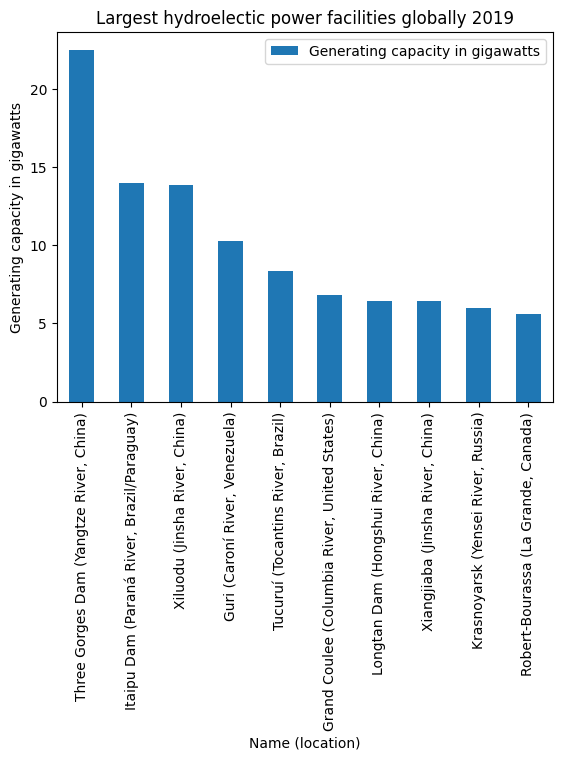 Largest hydroelectic power facilities globally 2019
Generating capacity in gigawatts
Generating capacity in gigawatts
20
15
10
5
0
Three Gorges Dam (Yangtze River, China)
Itaipu Dam (Paraná River, Brazil/Paraguay)
Xiluodu (Jinsha River, China)
Guri (Caroní River, Venezuela)
Tucuruí (Tocantins River, Brazil)
Grand Coulee (Columbia River, United States)
Longtan Dam (Hongshui River, China)
Xiangjiaba (Jinsha River, China)
Krasnoyarsk (Yensei River, Russia)
Robert-Bourassa (La Grande, Canada)
Name (location)